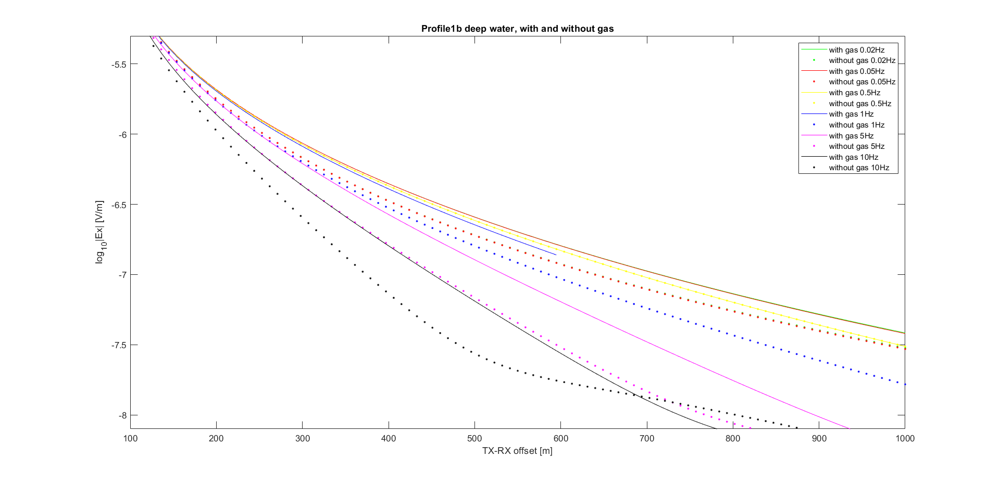 Profile1b deep water, with and without gas
with gas 0.02Hz
without gas 0.02Hz
with gas 0.05Hz
without gas 0.05Hz
with gas 0.5Hz
without gas 0.5Hz
with gas 1Hz
without gas 1Hz
with gas 5Hz
without gas 5Hz
with gas 10Hz
without gas 10Hz
log10|Ex| [V/m]
-5.5
-6
-6.5
-7
-7.5
-8
100 200 300 400 500 600 700 800 900 1000
TX-RX offset [m]